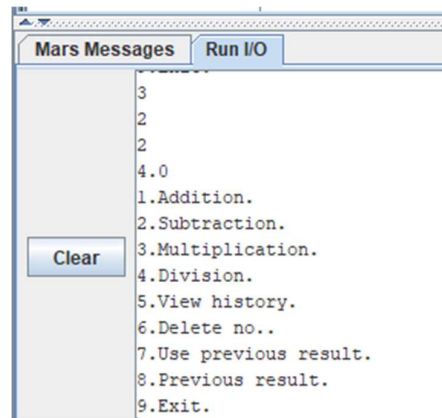 Mars Messages Run I/O
3
2
2
4.0
1.Addition.
2.Subtraction.
3.Multiplication.
Clear
4.Division.
5.View history.
6.Delete no..
7.Use previous result.
8.Previous result.
9.Exit.